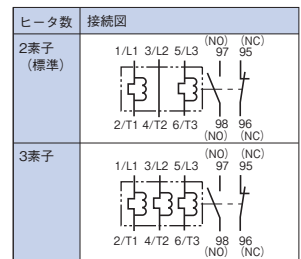 ヒータ数 接続図
2素子
（標準）
(NO) (NC)
1/L1 3/L2 5/L3 97 95
2/T1 4/T2 6/T3 98 96
(NO) (NC)
3素子
(NO) (NC)
1/L1 3/L2 5/L3 97 95
2/T1 4/T2 6/T3 98 96
(NO) (NC)